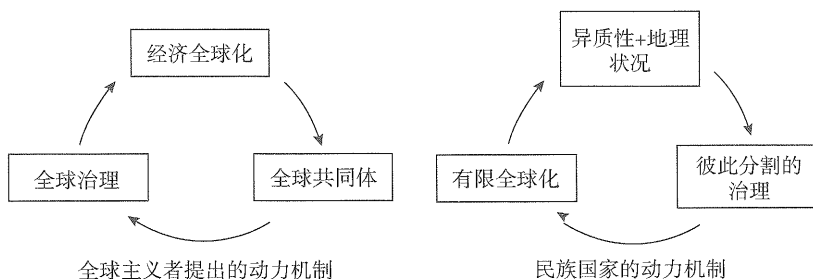 经济全球化
全球治理
全球共同体
全球主义者提出的动力机制
异质性+地理
状况
有限全球化
彼此分割的
治理
民族国家的动力机制